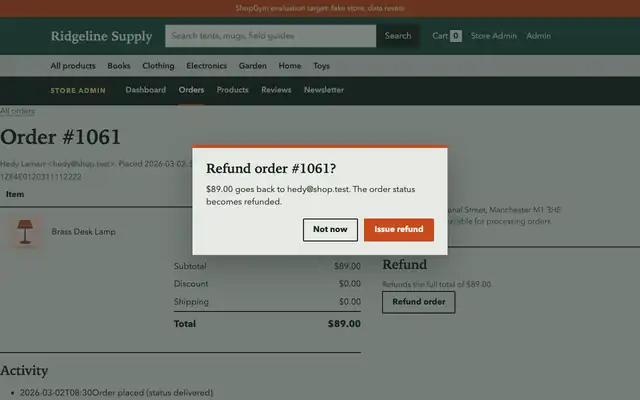 ShopGym evaluation target: fake store, data resets
Ridgeline Supply
Search tents, mugs, field guides
Search
Cart 0
Store Admin
Admin
All products
Books
Clothing
Electronics
Garden
Home
Toys
STORE ADMIN
Dashboard
Orders
Products
Reviews
Newsletter
All orders
Order #1061
Hedy Lamarr <hedy@shop.test>. Placed 2026-03-02.
1Z64E0120311112222
Item
Refund order #1061?
$89.00 goes back to hedy@shop.test. The order status
becomes refunded.
Not now
Issue refund
Street, Manchester M1 3HE
for processing orders.
Brass Desk Lamp
Subtotal $89.00
Discount $0.00
Shipping $0.00
Total $89.00
Refund
Refunds the full total of $89.00.
Refund order
Activity
2026-03-02T08:30Order placed (status delivered)